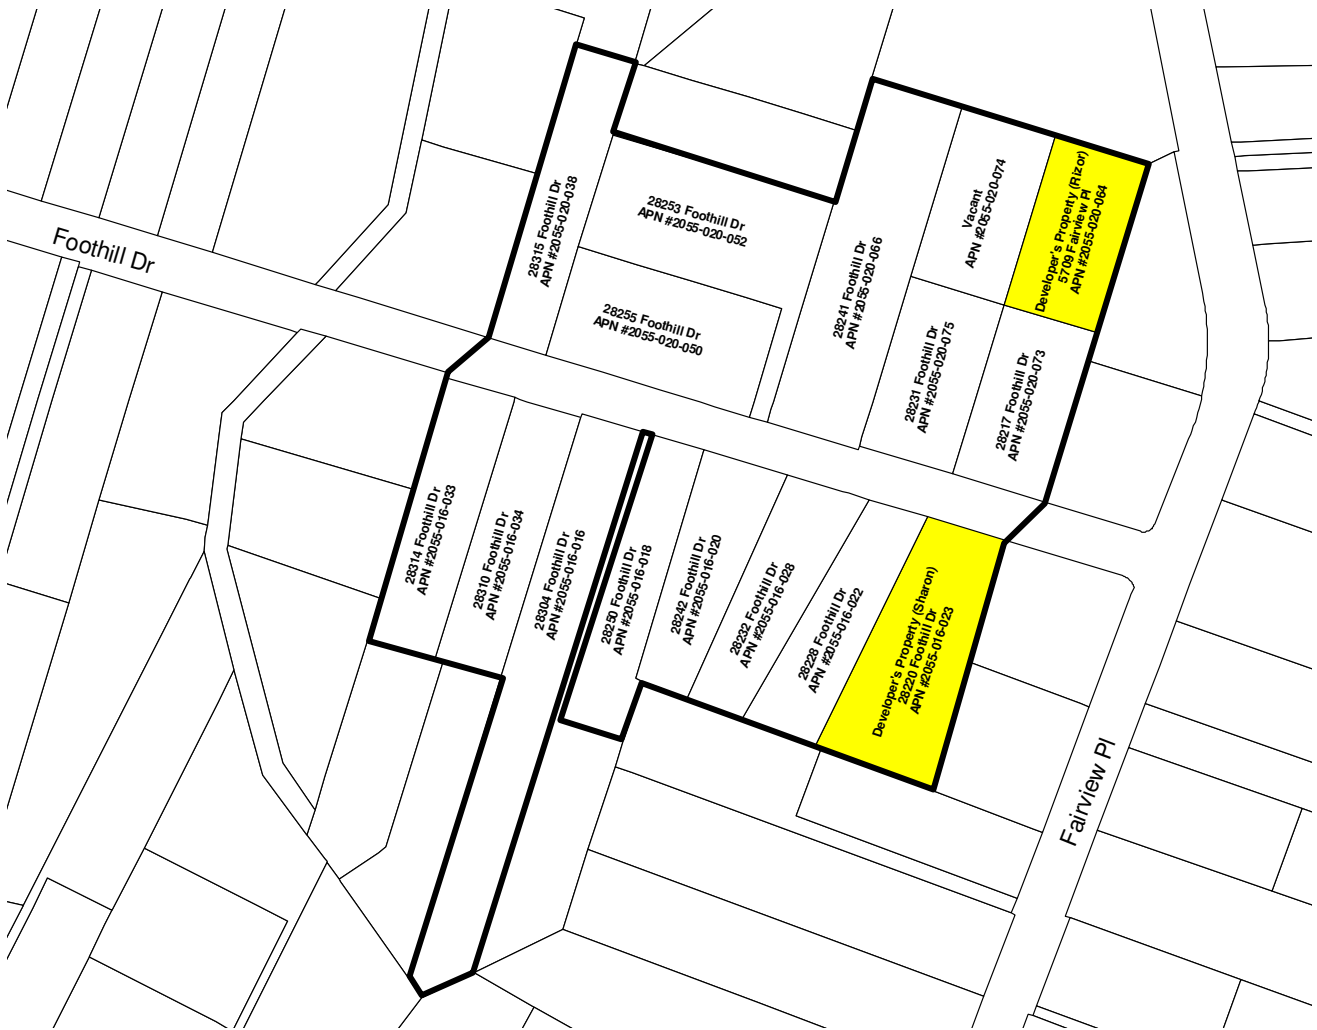 Foothill Dr
28315 Foothill Dr
APN #2055-020-038
28253 Foothill Dr
APN #2055-020-052
28255 Foothill Dr
APN #2055-020-050
28241 Foothill Dr
APN #2055-020-066
Vacant
APN #2055-020-074
Developer's Property (Rizor)
5709 Fairview Pl
APN #2055-020-064
28231 Foothill Dr
APN #2055-020-075
28217 Foothill Dr
APN #2055-020-073
28314 Foothill Dr
APN #2055-016-033
28310 Foothill Dr
APN #2055-016-034
28304 Foothill Dr
APN #2055-016-016
28250 Foothill Dr
APN #2055-016-018
28242 Foothill Dr
APN #2055-016-020
28232 Foothill Dr
APN #2055-016-028
28228 Foothill Dr
APN #2055-016-022
Developer's Property (Sharon)
28220 Foothill Dr
APN #2055-016-023
Fairview Pl